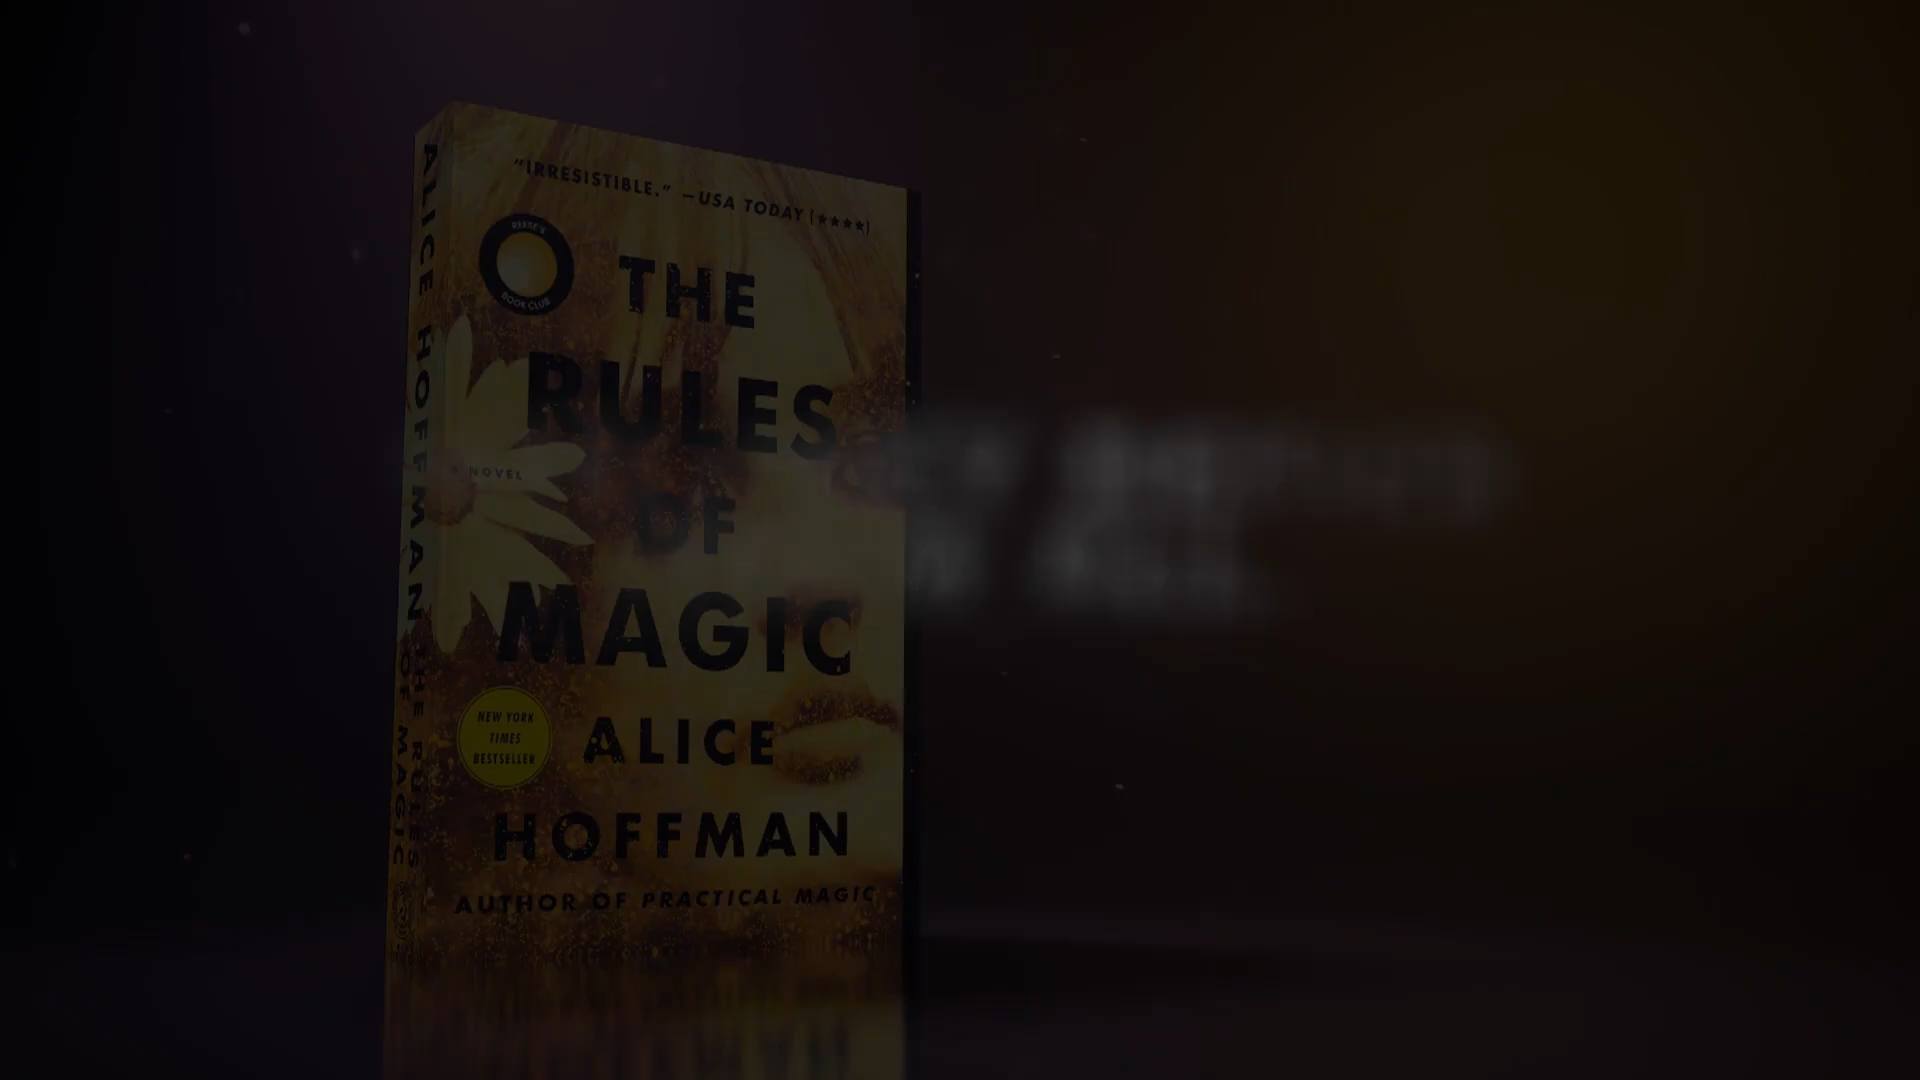 "IRRESISTIBLE." —USA TODAY (★★★★)
REESE'S
BOOK CLUB
THE
RULES
A NOVEL
OF
MAGIC
NEW YORK
TIMES
BESTSELLER
ALICE
HOFFMAN
AUTHOR OF PRACTICAL MAGIC
ALICE HOFFMAN
THE RULES
OF MAGIC